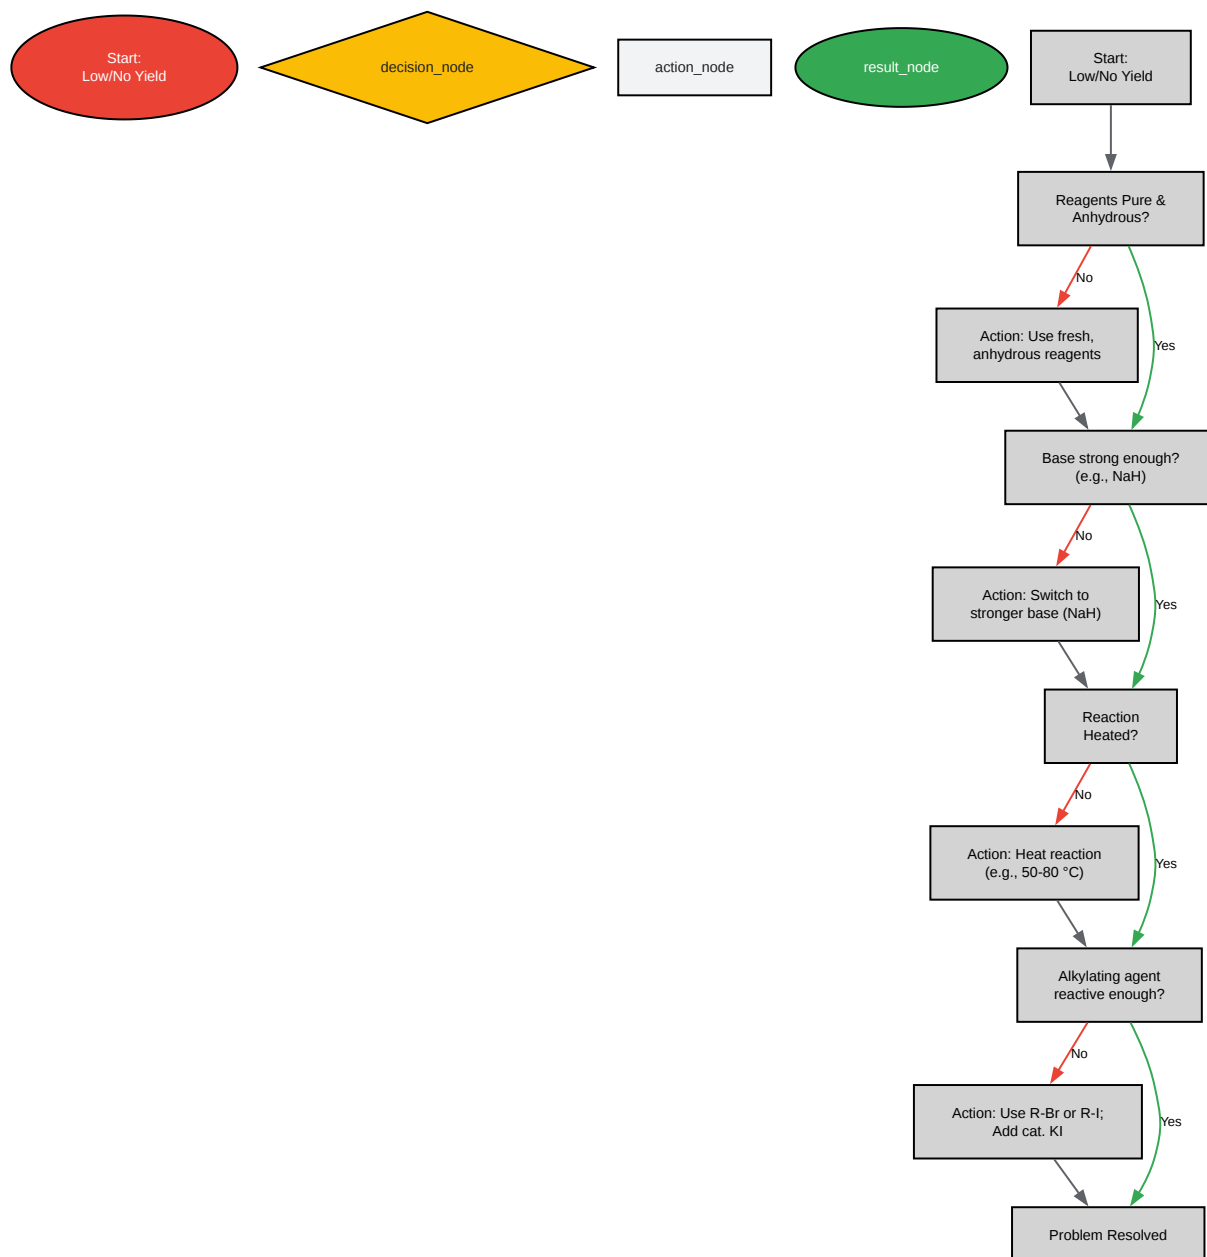 Start:
Low/No Yield
decision_node
action_node
result_node
Start:
Low/No Yield
Reagents Pure &
Anhydrous?
No
Action: Use fresh,
anhydrous reagents
Yes
Base strong enough?
(e.g., NaH)
No
Action: Switch to
stronger base (NaH)
Yes
Reaction
Heated?
No
Action: Heat reaction
(e.g., 50-80 °C)
Yes
Alkylating agent
reactive enough?
No
Action: Use R-Br or R-I;
Add cat. KI
Yes
Problem Resolved